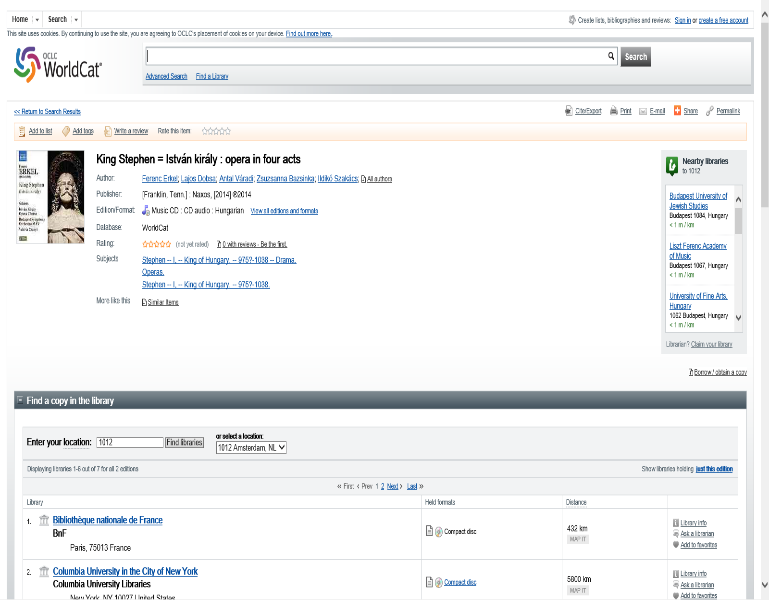 Home
Search
Create lists, bibliographies and reviews: Sign in or create a free account
This site uses cookies. By continuing to use the site, you are agreeing to OCLC's placement of cookies on your device. Find out more here.
OCLC
WorldCat®
Search
Advanced Search Find a Library
<< Return to Search Results
Cite/Export Print E-mail Share Permalink
Add to list Add tags Write a review Rate this item
King Stephen = István király : opera in four acts
Author: Ferenc Erkel; Lajos Dobsa; Antal Váradi; Zsuzsanna Bazsinka; Ildikó Szakács; All authors
Publisher: [Franklin, Tenn.] : Naxos, [2014] ©2014
Edition/Format: Music CD : CD audio : Hungarian View all editions and formats
Database: WorldCat
Rating: (not yet rated) 0 with reviews - Be the first.
Subjects Stephen -- I, -- King of Hungary, -- 975?-1038 -- Drama.
Operas.
Stephen -- I, -- King of Hungary, -- 975?-1038.
More like this Similar Items
ERKEL
Nearby libraries
to 1012
Budapest University of
Jewish Studies
Budapest 1084, Hungary
< 1 m / km
Liszt Ferenc Academy
of Music
Budapest 1067, Hungary
< 1 m / km
University of Fine Arts,
Hungary
1062 Budapest, Hungary
< 1 m / km
Librarian? Claim your library
Borrow / obtain a copy
Find a copy in the library
Enter your location: 1012 Find libraries
or select a location:
1012 Amsterdam, NL
Displaying libraries 1-6 out of 7 for all 2 editions
Show libraries holding just this edition
« First ‹ Prev 1 2 Next › Last »
Library Held formats Distance
1. Bibliothèque nationale de France
BnF
Paris, 75013 France
Compact disc
432 km
MAP IT
Library info
Ask a librarian
Add to favorites
2. Columbia University in the City of New York
Columbia University Libraries
New York, NY 10027 United States
Compact disc
5800 km
MAP IT
Library info
Ask a librarian
Add to favorites